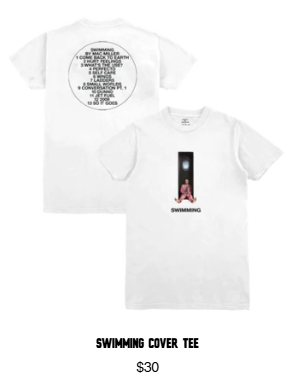 SWIMMING
BY MAC MILLER
1 COME BACK TO EARTH
2 HURT FEELINGS
3 WHAT'S THE USE?
4 PERFECTO
5 SELF CARE
6 WINGS
7 LADDERS
8 SMALL WORLDS
9 CONVERSATION PT. 1
10 DUNNO
11 JET FUEL
12 2009
13 SO IT GOES
SWIMMING
SWIMMING COVER TEE
$30